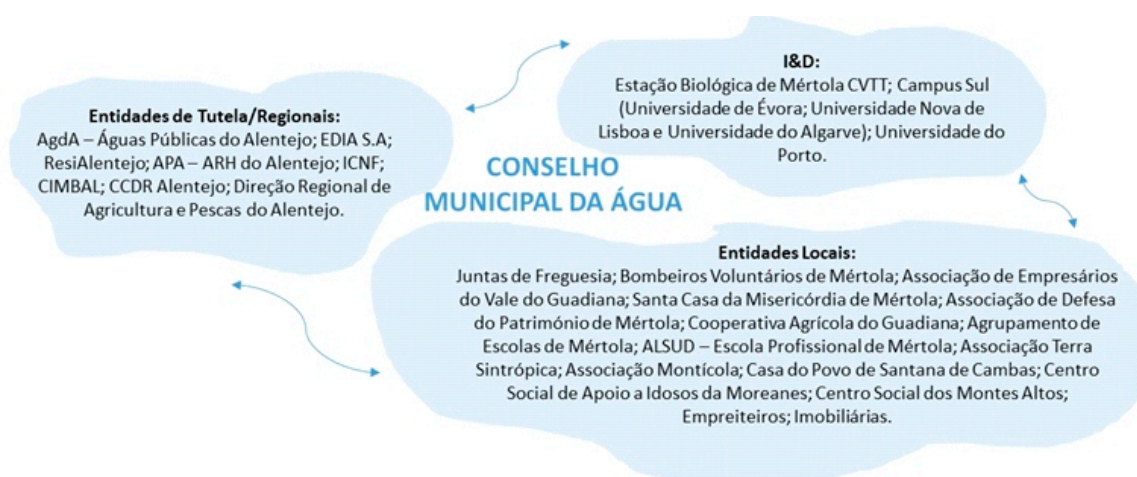 Entidades de Tutela/Regionais:
AgdA – Águas Públicas do Alentejo; EDIA S.A;
ResiAlentejo; APA – ARH do Alentejo; ICNF;
CIMBAL; CCDR Alentejo; Direção Regional de
Agricultura e Pescas do Alentejo.
I&D:
Estação Biológica de Mértola CVTT; Campus Sul
(Universidade de Évora; Universidade Nova de
Lisboa e Universidade do Algarve); Universidade do
Porto.
CONSELHO
MUNICIPAL DA ÁGUA
Entidades Locais:
Juntas de Freguesia; Bombeiros Voluntários de Mértola; Associação de Empresários
do Vale do Guadiana; Santa Casa da Misericórdia de Mértola; Associação de Defesa
do Património de Mértola; Cooperativa Agrícola do Guadiana; Agrupamento de
Escolas de Mértola; ALSUD – Escola Profissional de Mértola; Associação Terra
Sintrópica; Associação Montícola; Casa do Povo de Santana de Cambas; Centro
Social de Apoio a Idosos da Moreanes; Centro Social dos Montes Altos;
Empreiteiros; Imobiliárias.